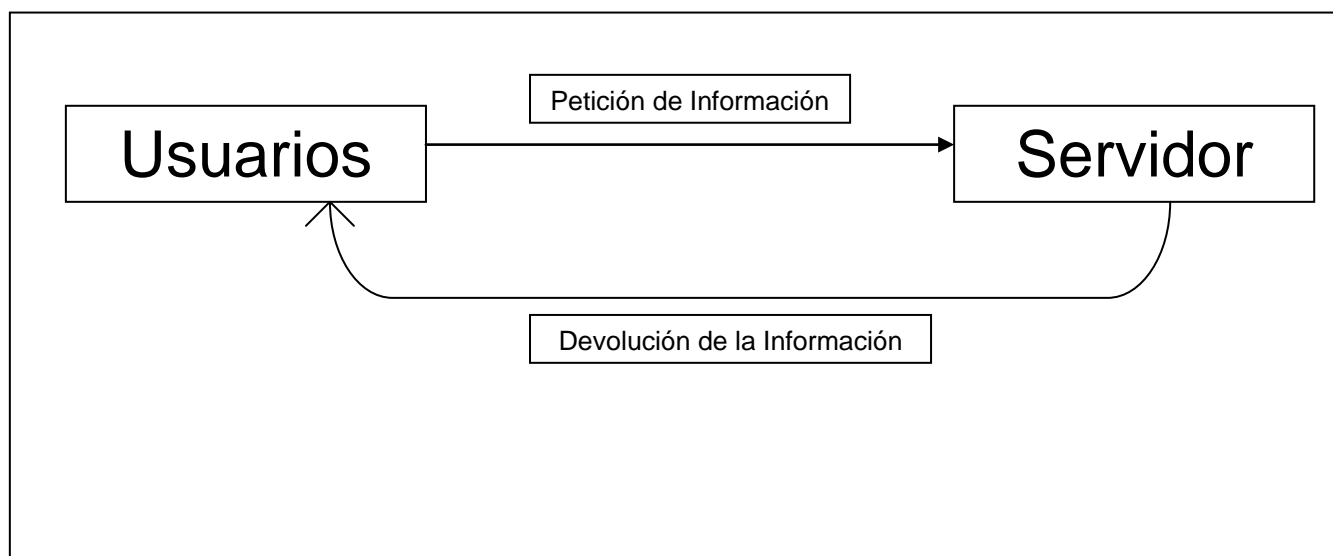 Petición de Información
Usuarios
Servidor
Devolución de la Información